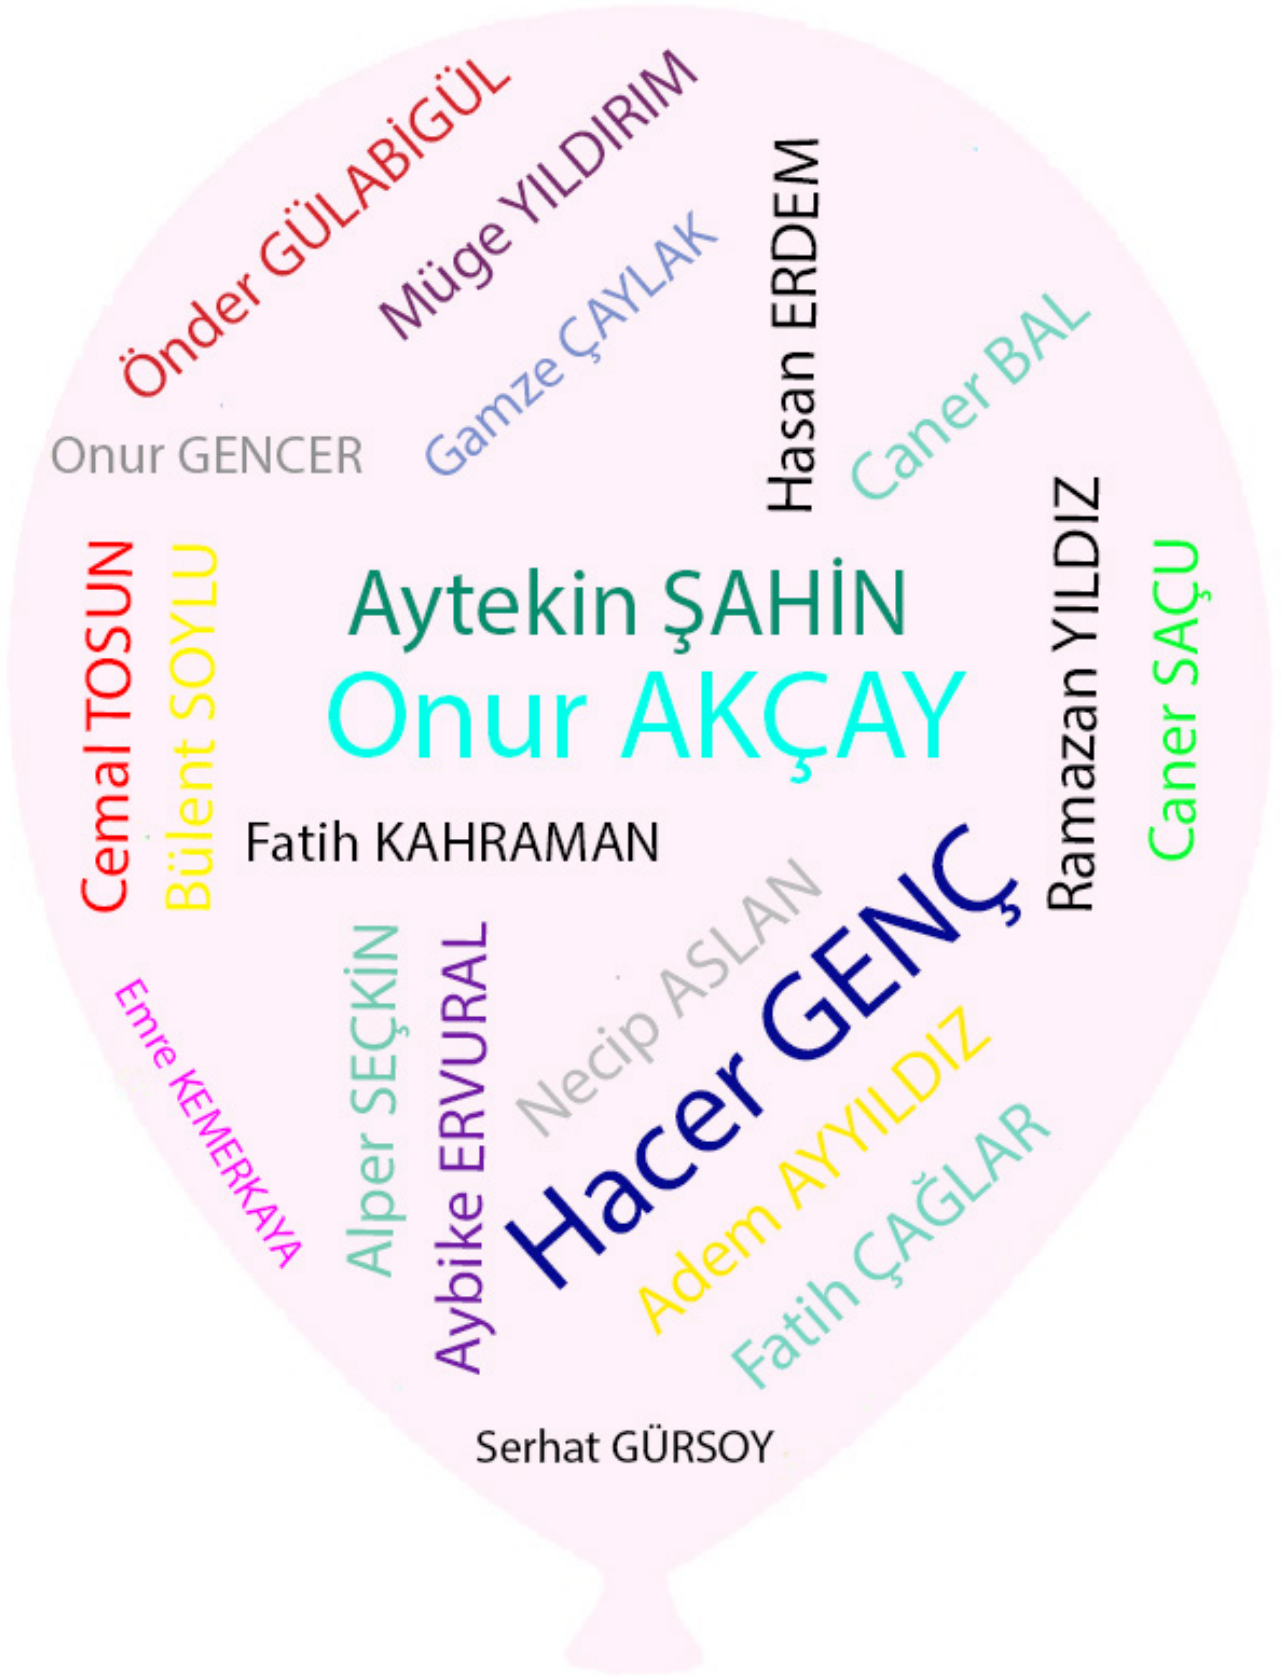 Önder GÜLABİGÜL
Müge YILDIRIM
Gamze ÇAYLAK
Hasan ERDEM
Caner BAL
Onur GENCER
Cemal TOSUN
Bülent SOYLU
Aytekin ŞAHİN
Onur AKÇAY
Ramazan YILDIZ
Caner SAÇU
Fatih KAHRAMAN
Necip ASLAN
Hacer GENÇ
Emre KEMERKAYA
Alper SEÇKİN
Aybike ERVURAL
Adem AYYILDIZ
Fatih ÇAĞLAR
Serhat GÜRSOY